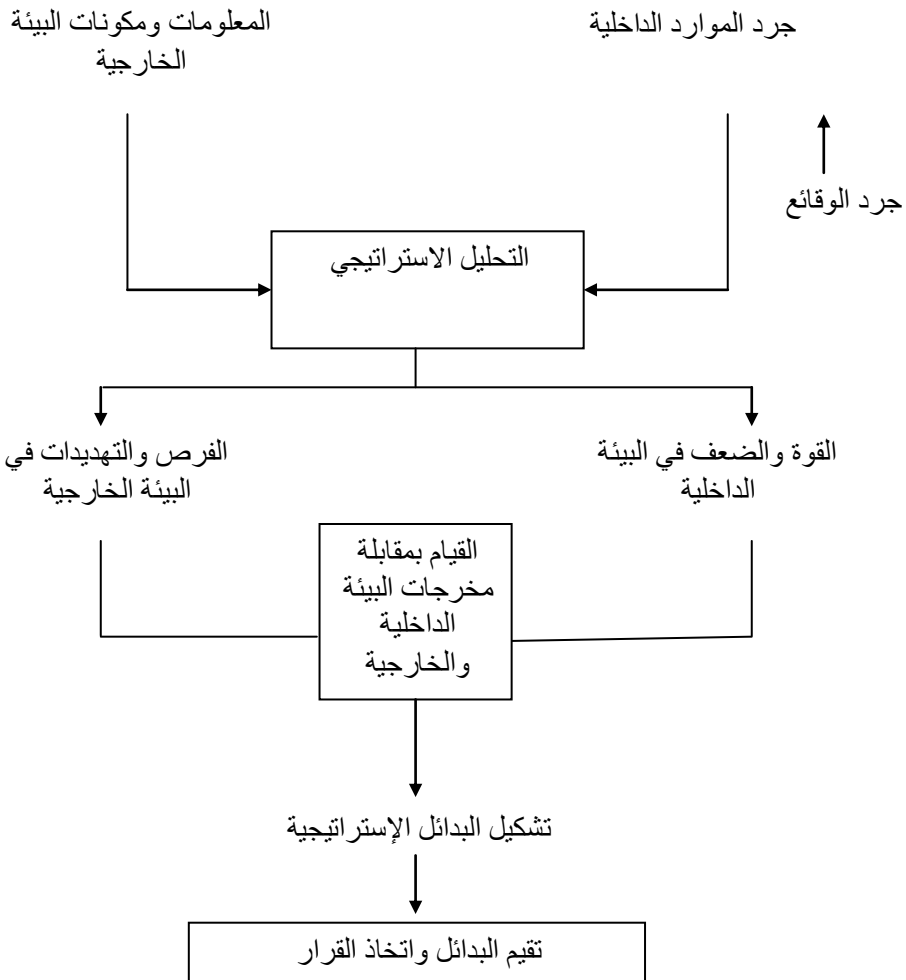 جرد الموارد الداخلية
المعلومات ومكونات البيئة
الخارجية
جرد الوقائع
التحليل الاستراتيجي
القوة والضعف في البيئة
الداخلية
الفرص والتهديدات في
البيئة الخارجية
القيام بمقابلة
مخرجات البيئة
الداخلية
والخارجية
تشكيل البدائل الإستراتيجية
تقيم البدائل واتخاذ القرار